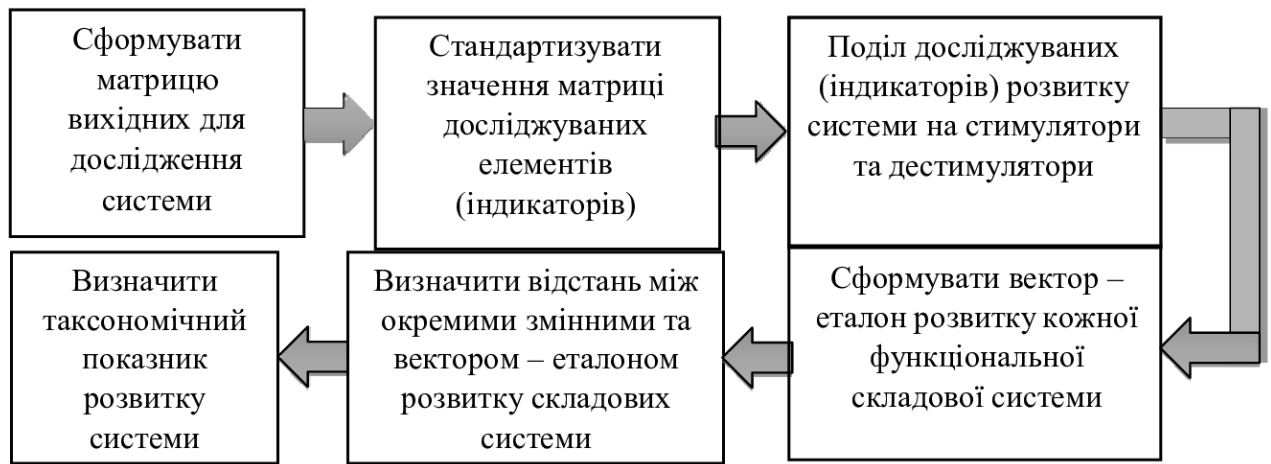 Сформувати
матрицю
вихідних для
дослідження
системи
Стандартизувати
значення матриці
досліджуваних
елементів
(індикаторів)
Поділ досліджуваних
(індикаторів) розвитку
системи на стимулятори
та дестимулятори
Сформувати вектор –
еталон розвитку кожної
функціональної
складової системи
Визначити відстань між
окремими змінними та
вектором – еталоном
розвитку складових
системи
Визначити
таксономічний
показник
розвитку
системи